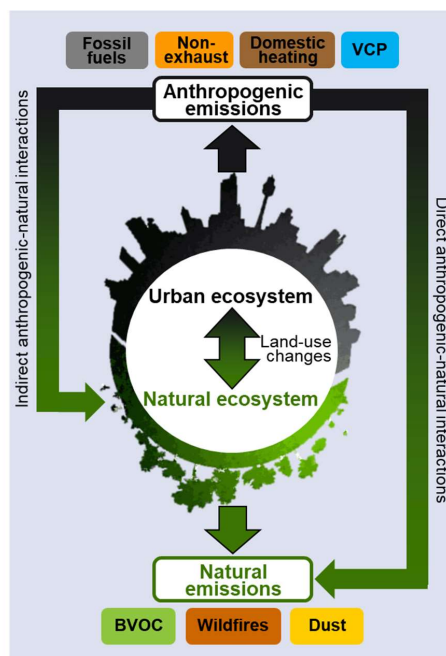 Fossil
fuels
Non-
exhaust
Domestic
heating
VCP
Anthropogenic
emissions
Indirect anthropogenic-natural interactions
Direct anhropogenic-natural interactions
Urban ecosystem
Land-use
changes
Natural ecosystem
Natural
emissions
BVOC
Wildfires
Dust